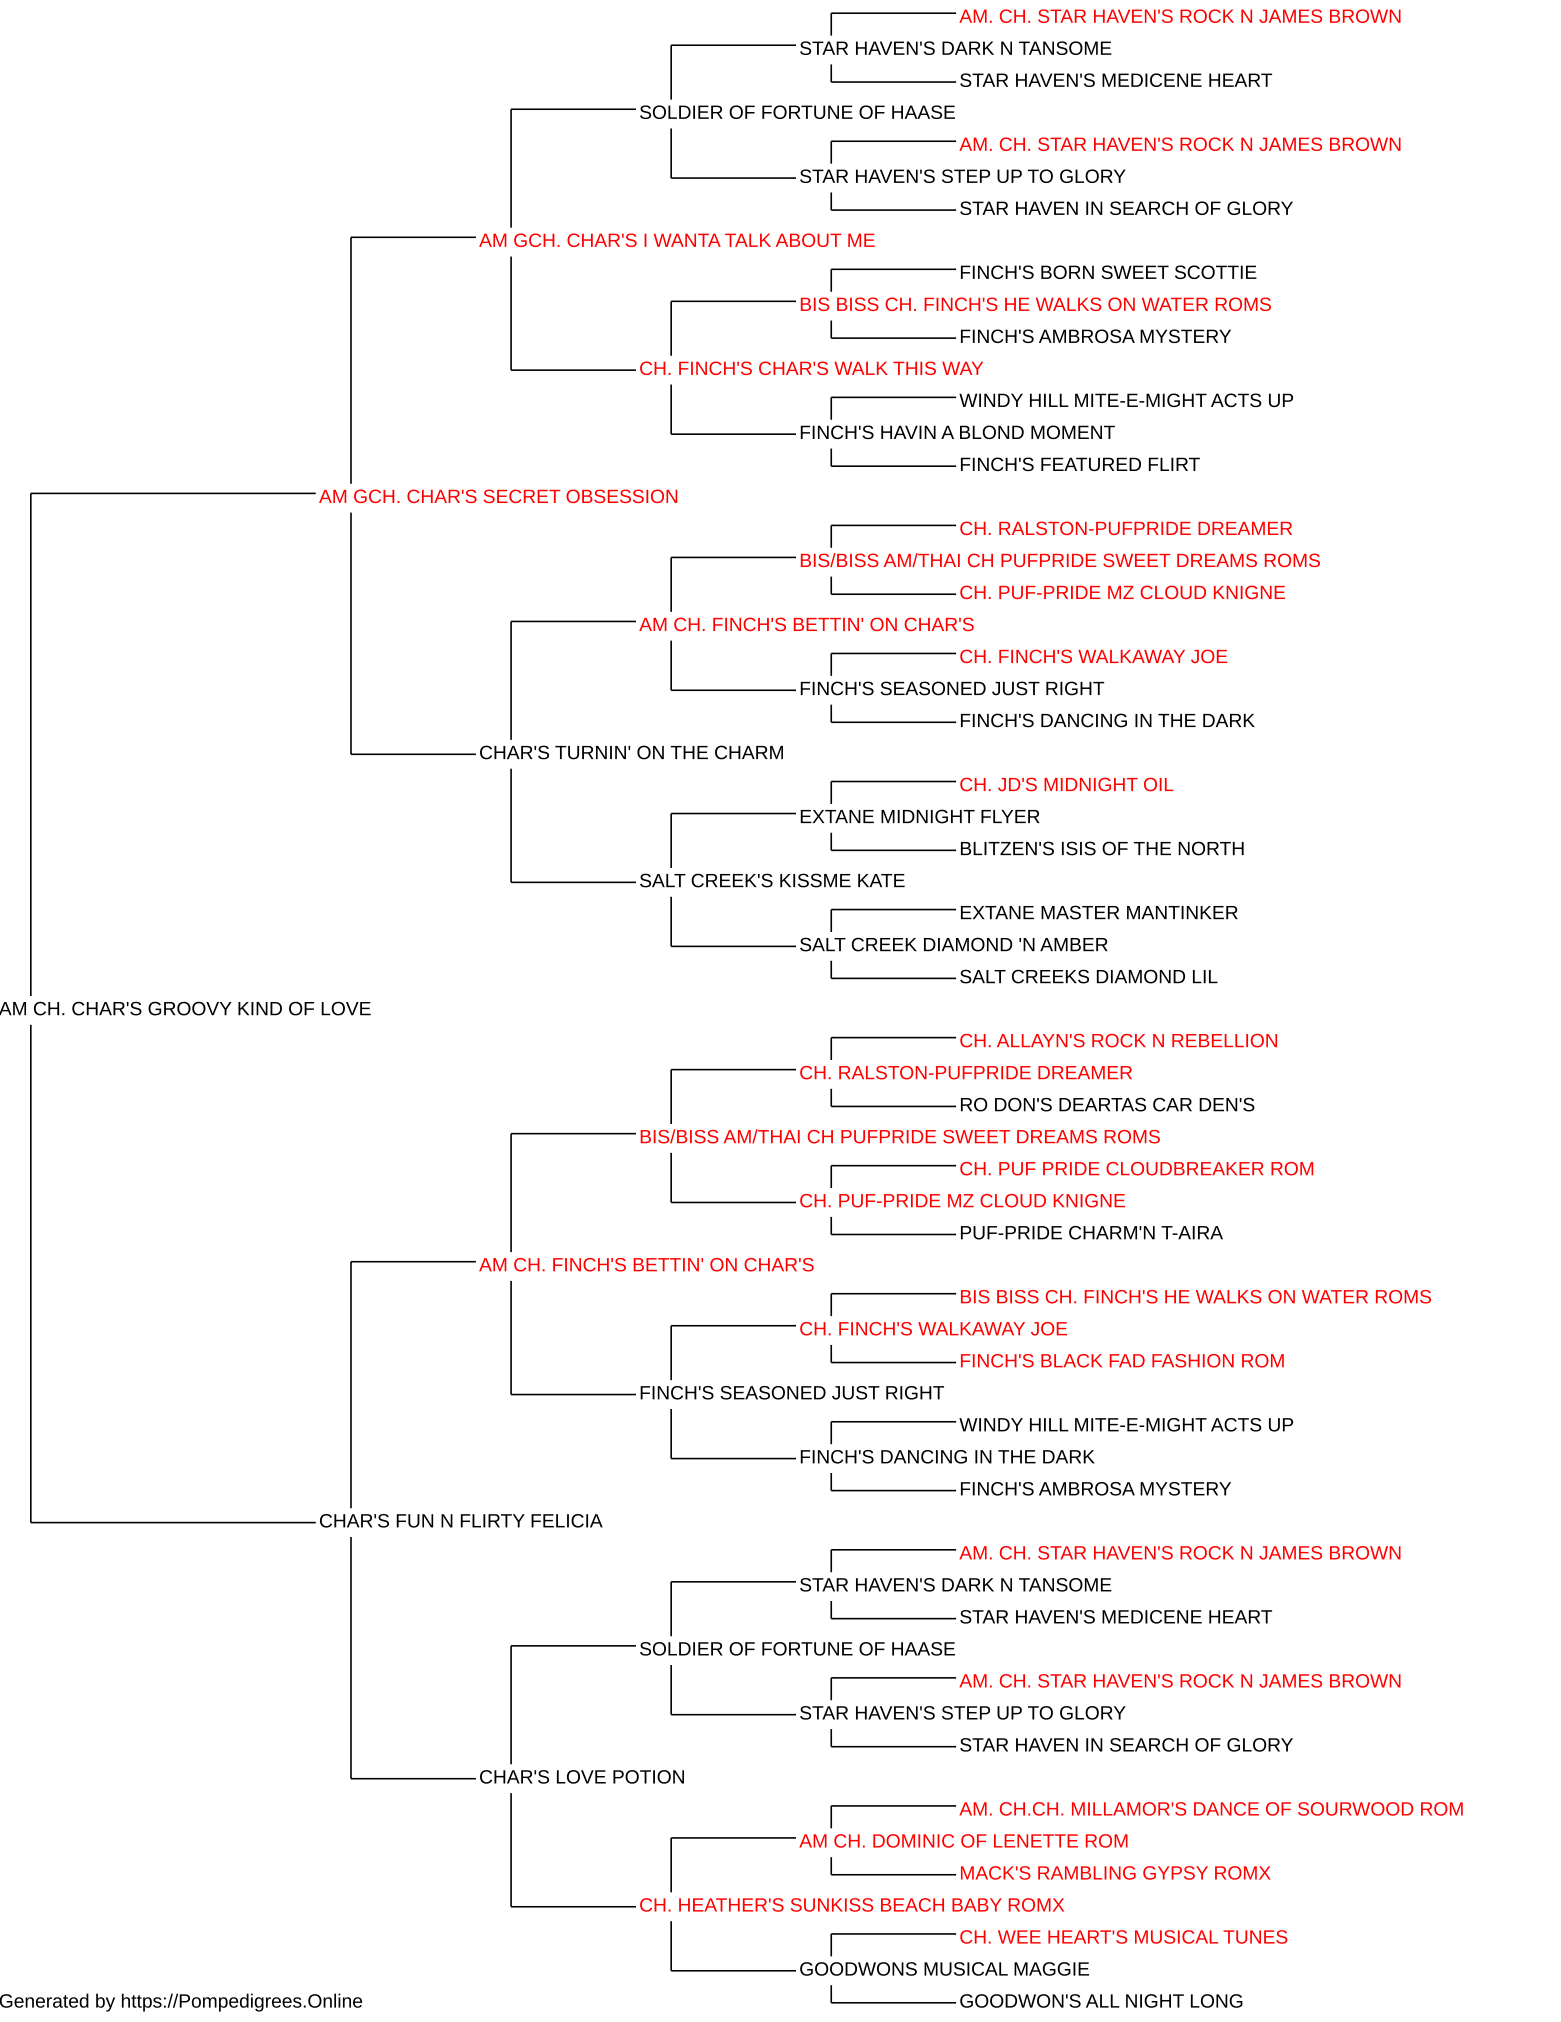 AM. CH. STAR HAVEN'S ROCK N JAMES BROWN
STAR HAVEN'S DARK N TANSOME
STAR HAVEN'S MEDICENE HEART
SOLDIER OF FORTUNE OF HAASE
AM. CH. STAR HAVEN'S ROCK N JAMES BROWN
STAR HAVEN'S STEP UP TO GLORY
STAR HAVEN IN SEARCH OF GLORY
AM GCH. CHAR'S I WANTA TALK ABOUT ME
FINCH'S BORN SWEET SCOTTIE
BIS BISS CH. FINCH'S HE WALKS ON WATER ROMS
FINCH'S AMBROSA MYSTERY
CH. FINCH'S CHAR'S WALK THIS WAY
WINDY HILL MITE-E-MIGHT ACTS UP
FINCH'S HAVIN A BLOND MOMENT
FINCH'S FEATURED FLIRT
AM GCH. CHAR'S SECRET OBSESSION
CH. RALSTON-PUFPRIDE DREAMER
BIS/BISS AM/THAI CH PUFPRIDE SWEET DREAMS ROMS
CH. PUF-PRIDE MZ CLOUD KNIGNE
AM CH. FINCH'S BETTIN' ON CHAR'S
CH. FINCH'S WALKAWAY JOE
FINCH'S SEASONED JUST RIGHT
FINCH'S DANCING IN THE DARK
CHAR'S TURNIN' ON THE CHARM
CH. JD'S MIDNIGHT OIL
EXTANE MIDNIGHT FLYER
BLITZEN'S ISIS OF THE NORTH
SALT CREEK'S KISSME KATE
EXTANE MASTER MANTINKER
SALT CREEK DIAMOND 'N AMBER
SALT CREEKS DIAMOND LIL
AM CH. CHAR'S GROOVY KIND OF LOVE
CH. ALLAYN'S ROCK N REBELLION
CH. RALSTON-PUFPRIDE DREAMER
RO DON'S DEARTAS CAR DEN'S
BIS/BISS AM/THAI CH PUFPRIDE SWEET DREAMS ROMS
CH. PUF PRIDE CLOUDBREAKER ROM
CH. PUF-PRIDE MZ CLOUD KNIGNE
PUF-PRIDE CHARM'N T-AIRA
AM CH. FINCH'S BETTIN' ON CHAR'S
BIS BISS CH. FINCH'S HE WALKS ON WATER ROMS
CH. FINCH'S WALKAWAY JOE
FINCH'S BLACK FAD FASHION ROM
FINCH'S SEASONED JUST RIGHT
WINDY HILL MITE-E-MIGHT ACTS UP
FINCH'S DANCING IN THE DARK
FINCH'S AMBROSA MYSTERY
CHAR'S FUN N FLIRTY FELICIA
AM. CH. STAR HAVEN'S ROCK N JAMES BROWN
STAR HAVEN'S DARK N TANSOME
STAR HAVEN'S MEDICENE HEART
SOLDIER OF FORTUNE OF HAASE
AM. CH. STAR HAVEN'S ROCK N JAMES BROWN
STAR HAVEN'S STEP UP TO GLORY
STAR HAVEN IN SEARCH OF GLORY
CHAR'S LOVE POTION
AM. CH.CH. MILLAMOR'S DANCE OF SOURWOOD ROM
AM CH. DOMINIC OF LENETTE ROM
MACK'S RAMBLING GYPSY ROMX
CH. HEATHER'S SUNKISS BEACH BABY ROMX
CH. WEE HEART'S MUSICAL TUNES
GOODWONS MUSICAL MAGGIE
GOODWON'S ALL NIGHT LONG
Generated by https://Pompedigrees.Online